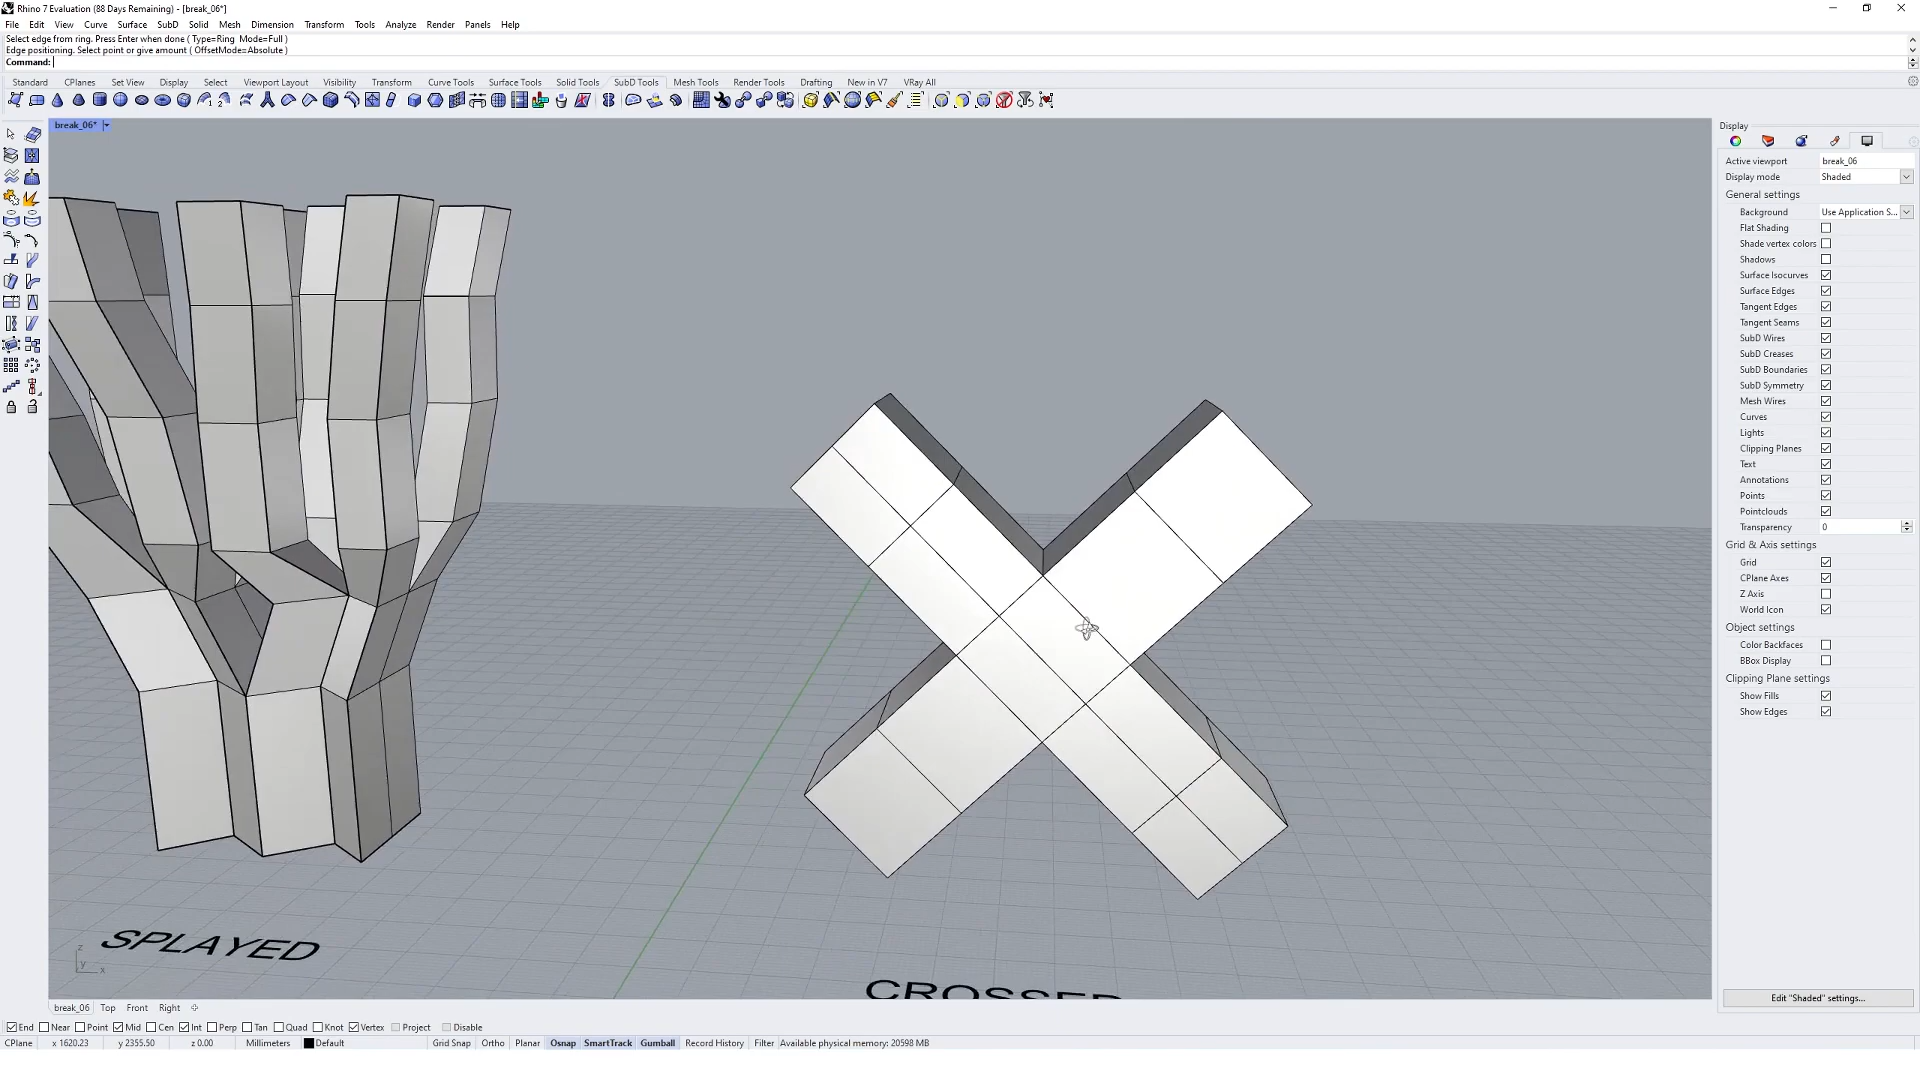 Rhino 7 Evaluation (88 Days Remaining) - [break_06*]
File Edit View Curve Surface SubD Solid Mesh Dimension Transform Tools Analyze Render Panels Help
Select edge from ring. Press Enter when done ( Type=Ring Mode=Full )
Edge positioning. Select point or give amount ( OffsetMode=Absolute )
Command:
Standard CPlanes Set View Display Select Viewport Layout Visibility Transform Curve Tools Surface Tools Solid Tools SubD Tools Mesh Tools Render Tools Drafting New in V7 VRay All
break_06*
Display
Active viewport break_06
Display mode Shaded
General settings
Background Use Application S...
Flat Shading
Shade vertex colors
Shadows
Surface Isocurves
Surface Edges
Tangent Edges
Tangent Seams
SubD Wires
SubD Creases
SubD Boundaries
SubD Symmetry
Mesh Wires
Curves
Lights
Clipping Planes
Text
Annotations
Points
Pointclouds
Transparency 0
Grid & Axis settings
Grid
CPlane Axes
Z Axis
World Icon
Object settings
Color Backfaces
BBox Display
Clipping Plane settings
Show Fills
Show Edges
Edit "Shaded" settings...
SPLAYED
CROSSED
z
y
x
break_06 Top Front Right
End Near Point Mid Cen Int Perp Tan Quad Knot Vertex Project Disable
CPlane x 1620.23 y 2355.50 z 0.00 Millimeters Default Grid Snap Ortho Planar Osnap SmartTrack Gumball Record History Filter Available physical memory: 20598 MB